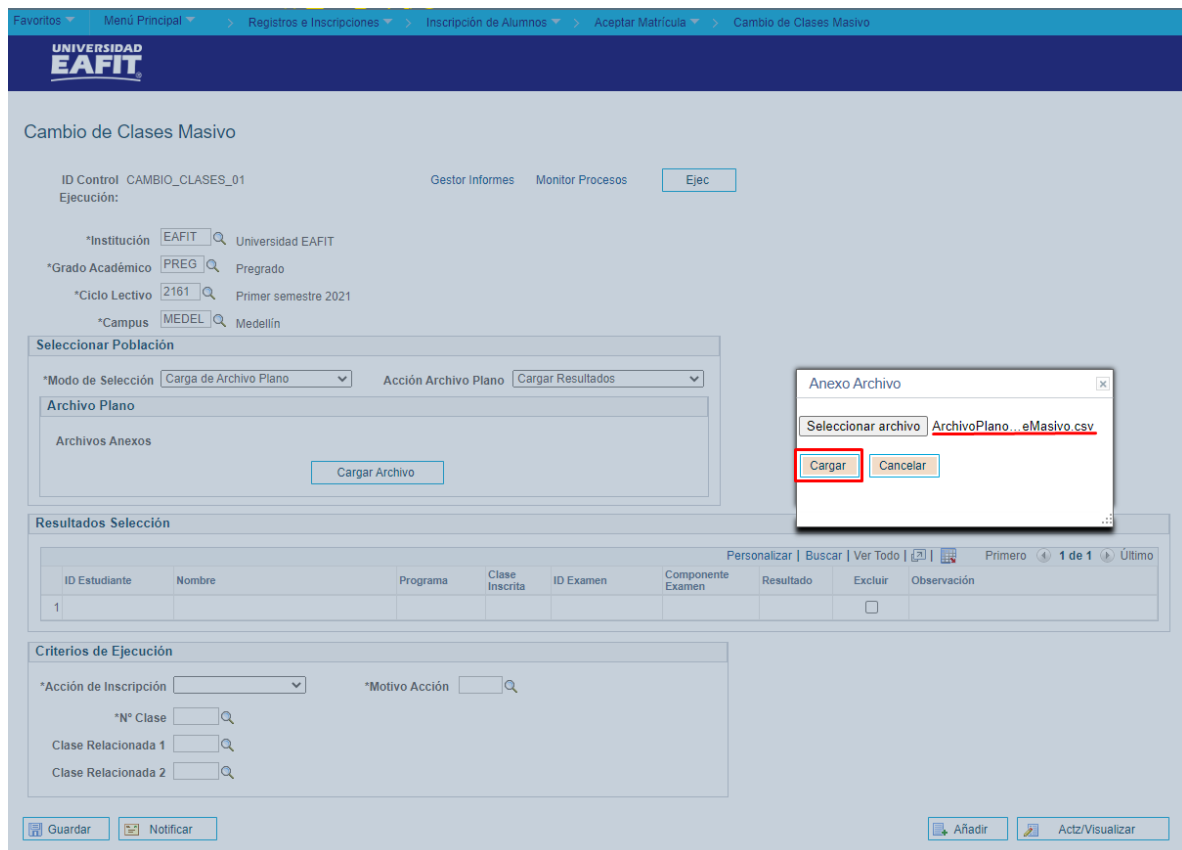 Favoritos Menú Principal > Registros e Inscripciones > Inscripción de Alumnos > Aceptar Matrícula > Cambio de Clases Masivo
UNIVERSIDAD
EAFIT
Cambio de Clases Masivo
ID Control Ejecución: CAMBIO_CLASES_01 Gestor Informes Monitor Procesos Ejec
*Institución EAFIT Universidad EAFIT
*Grado Académico PREG Pregrado
*Ciclo Lectivo 2161 Primer semestre 2021
*Campus MEDEL Medellín
Seleccionar Población
*Modo de Selección Carga de Archivo Plano Acción Archivo Plano Cargar Resultados
Archivo Plano
Archivos Anexos
Cargar Archivo
Anexo Archivo
Seleccionar archivo ArchivoPlano...eMasivo.csv
Cargar Cancelar
Resultados Selección
Personalizar | Buscar | Ver Todo | | Primero 1 de 1 Último
ID Estudiante Nombre Programa Clase Inscrita ID Examen Componente Examen Resultado Excluir Observación
1
Criterios de Ejecución
*Acción de Inscripción *Motivo Acción
*Nº Clase
Clase Relacionada 1
Clase Relacionada 2
Guardar Notificar Añadir Actz/Visualizar